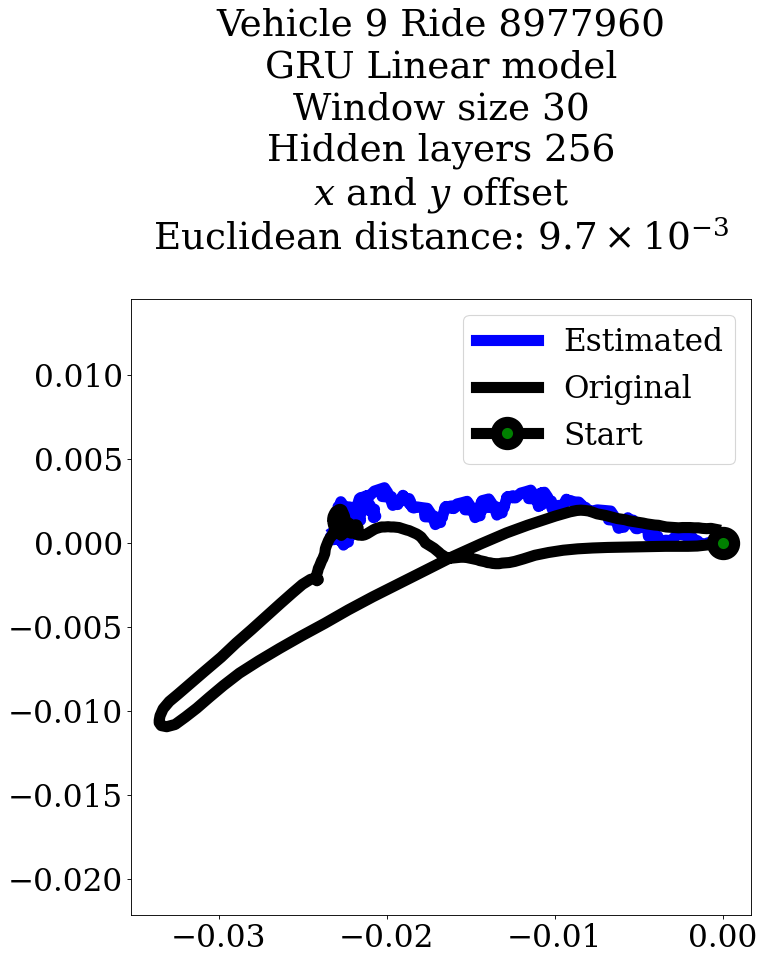 Vehicle 9 Ride 8977960
GRU Linear model
Window size 30
Hidden layers 256
x and y offset
Euclidean distance: 9.7 × 10⁻³
Estimated
Original
Start
0.010
0.005
0.000
−0.005
−0.010
−0.015
−0.020
−0.03
−0.02
−0.01
0.00